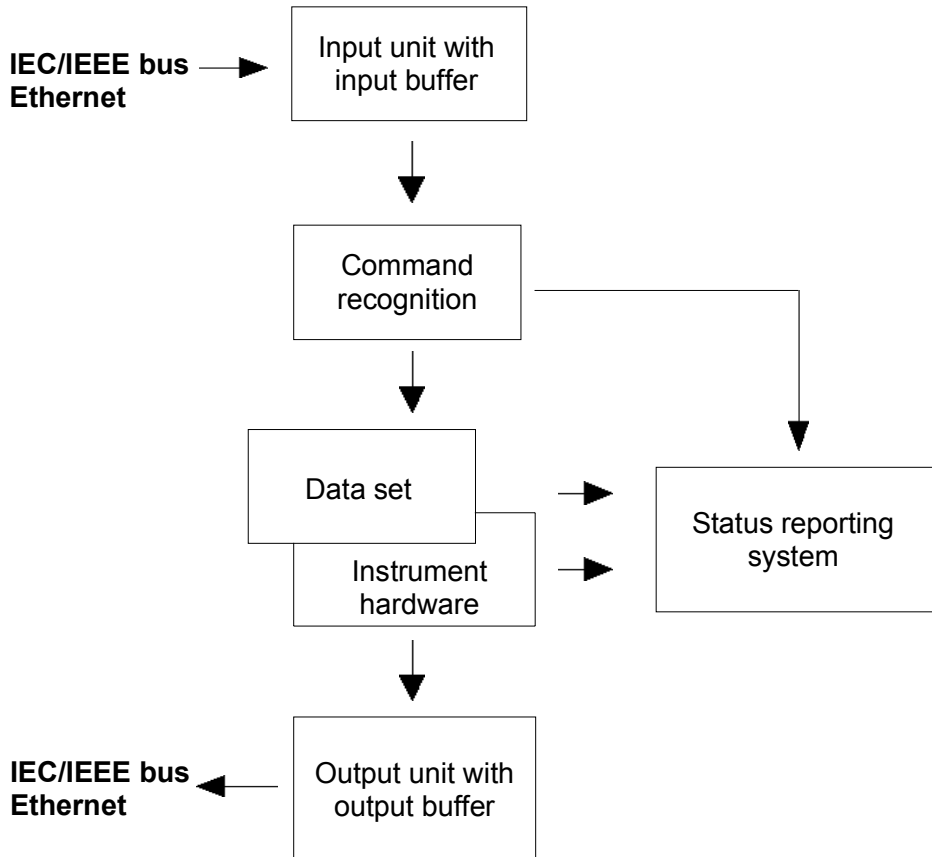 IEC/IEEE bus
Ethernet
Input unit with
input buffer
Command
recognition
Data set
Instrument
hardware
Status reporting
system
IEC/IEEE bus
Ethernet
Output unit with
output buffer